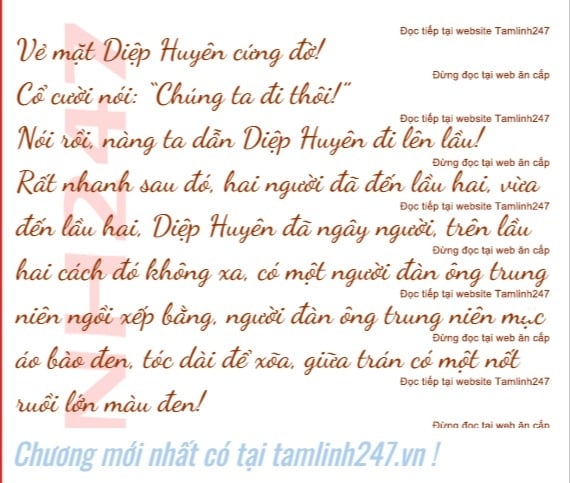 Đọc tiếp tại website Tamlinh247
Vẻ mặt Diệp Huyên cứng đờ!
Đừng đọc tại web ăn cắp
Cổ cười nói: “Chúng ta đi thôi!”
Đọc tiếp tại website Tamlinh247
Nói rồi, nàng ta dẫn Diệp Huyên đi lên lầu!
Đừng đọc tại web ăn cắp
Rất nhanh sau đó, hai người đã đến lầu hai, vừa
Đọc tiếp tại website Tamlinh247
đến lầu hai, Diệp Huyên đã ngây người, trên lầu
Đừng đọc tại web ăn cắp
hai cách đó không xa, có một người đàn ông trung
Đọc tiếp tại website Tamlinh247
niên ngồi xếp bằng, người đàn ông trung niên mục
Đừng đọc tại web ăn cắp
áo bào đen, tóc dài để xõa, giữa trán có một nốt
Đọc tiếp tại website Tamlinh247
ruồi lớn màu đen!
Đừng đọc tại web ăn cắp
NH247
Chương mới nhất có tại tamlinh247.vn !